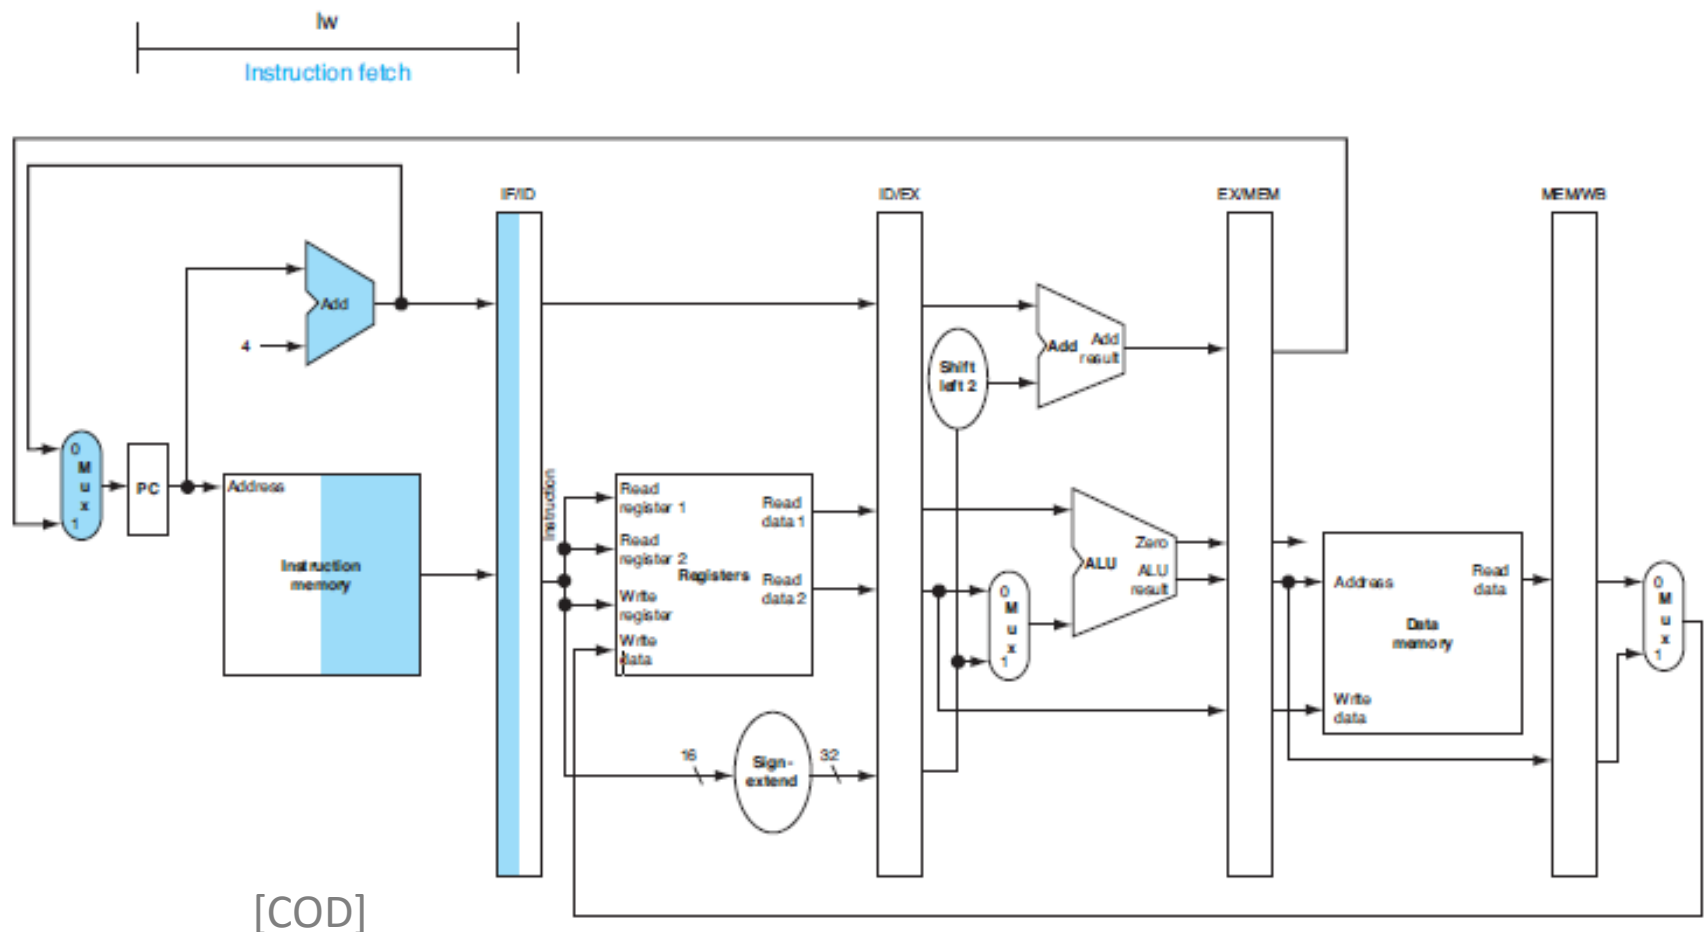 lw
Instruction fetch
IF/ID
ID/EX
EX/MEM
MEM/WB
Add
4
Add
Add
result
Shift
left 2
0
M
u
x
1
PC
Address
Instruction
memory
Instruction
Read
register 1
Read
register 2
Write
register
Write
data
Registers
Read
data 1
Read
data 2
0
M
u
x
1
Zero
ALU
ALU
result
Address
Write
data
Data
memory
Read
data
0
M
u
x
1
16
Sign-
extend
32
[COD]